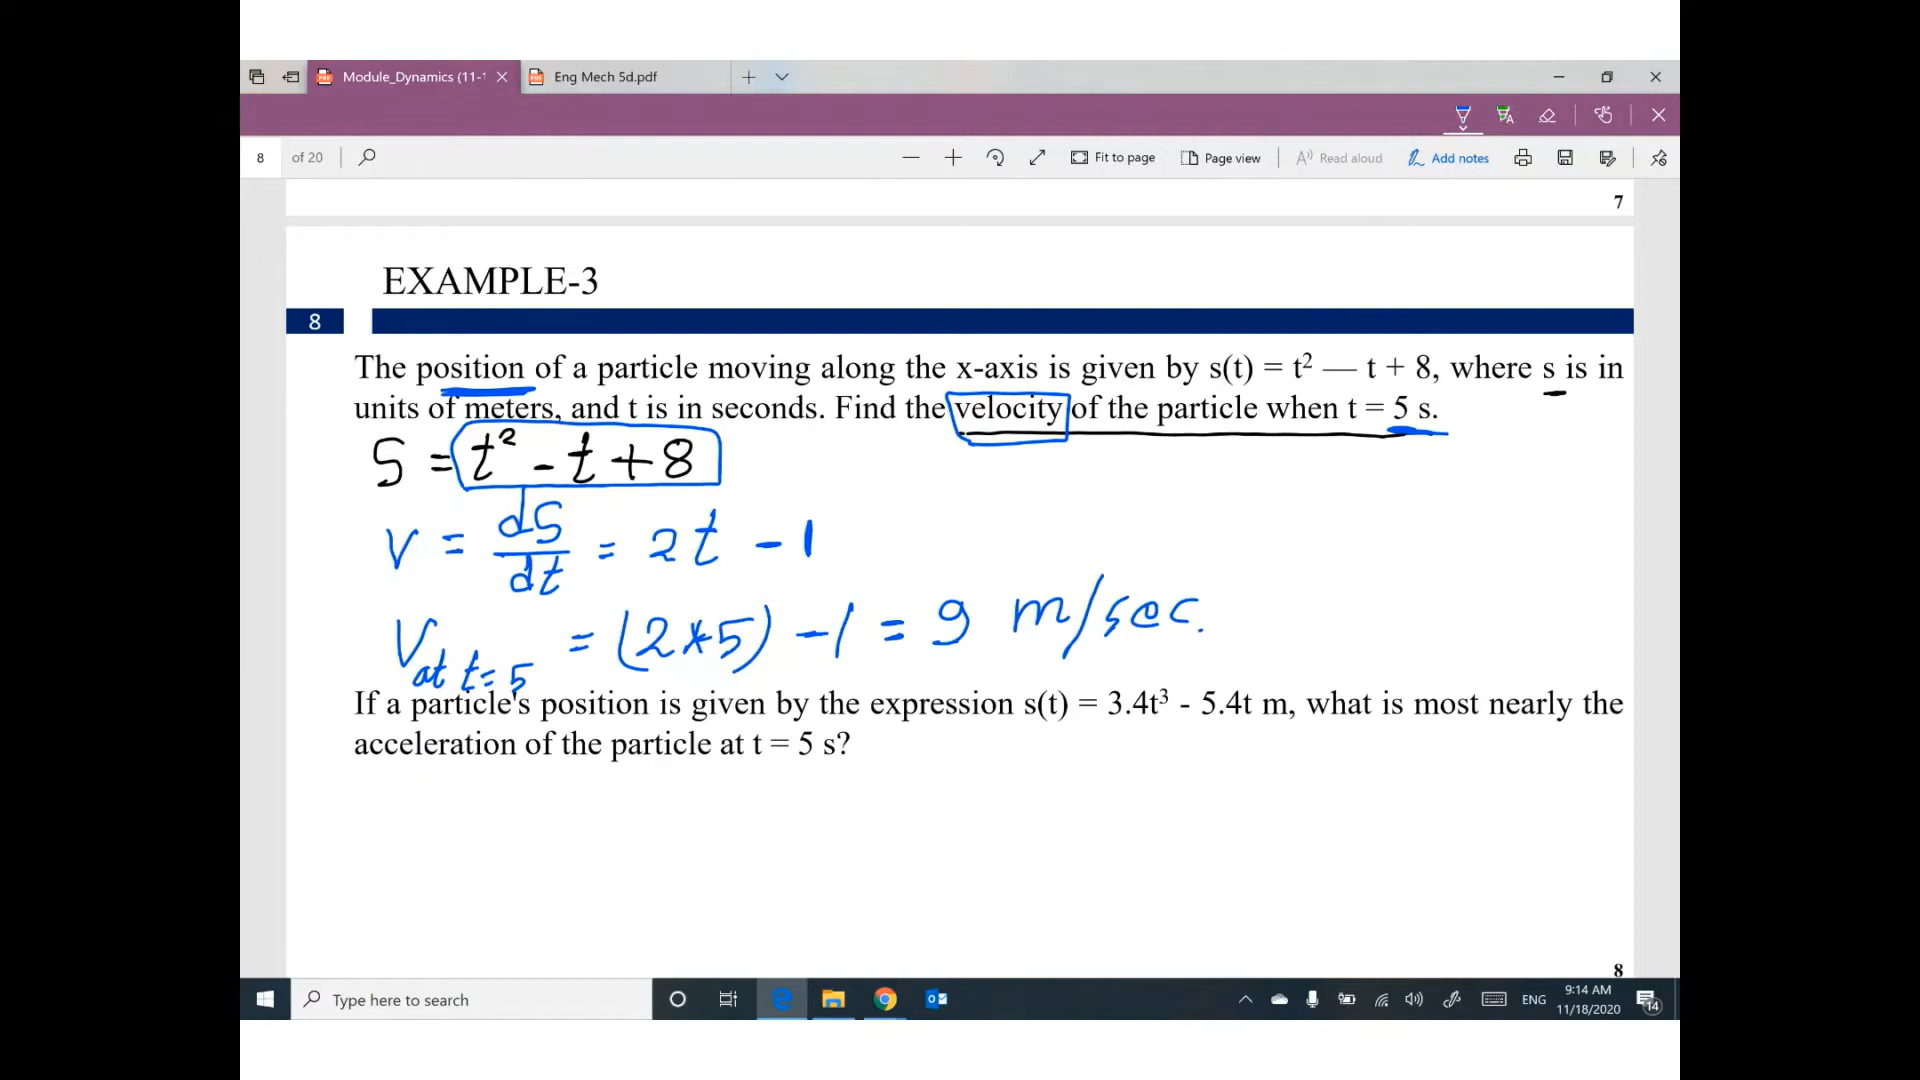 Module_Dynamics (11-1
Eng Mech 5d.pdf
8 of 20
Fit to page
Page view
Read aloud
Add notes
7
EXAMPLE-3
8
The position of a particle moving along the x-axis is given by s(t) = t² — t + 8, where s is in
units of meters, and t is in seconds. Find the velocity of the particle when t = 5 s.
S = t² - t + 8
V = dS/dt = 2t - 1
V at t=5 = (2*5) - 1 = 9 m/sec.
If a particle's position is given by the expression s(t) = 3.4t³ - 5.4t m, what is most nearly the
acceleration of the particle at t = 5 s?
8
Type here to search
ENG
9:14 AM
11/18/2020
14